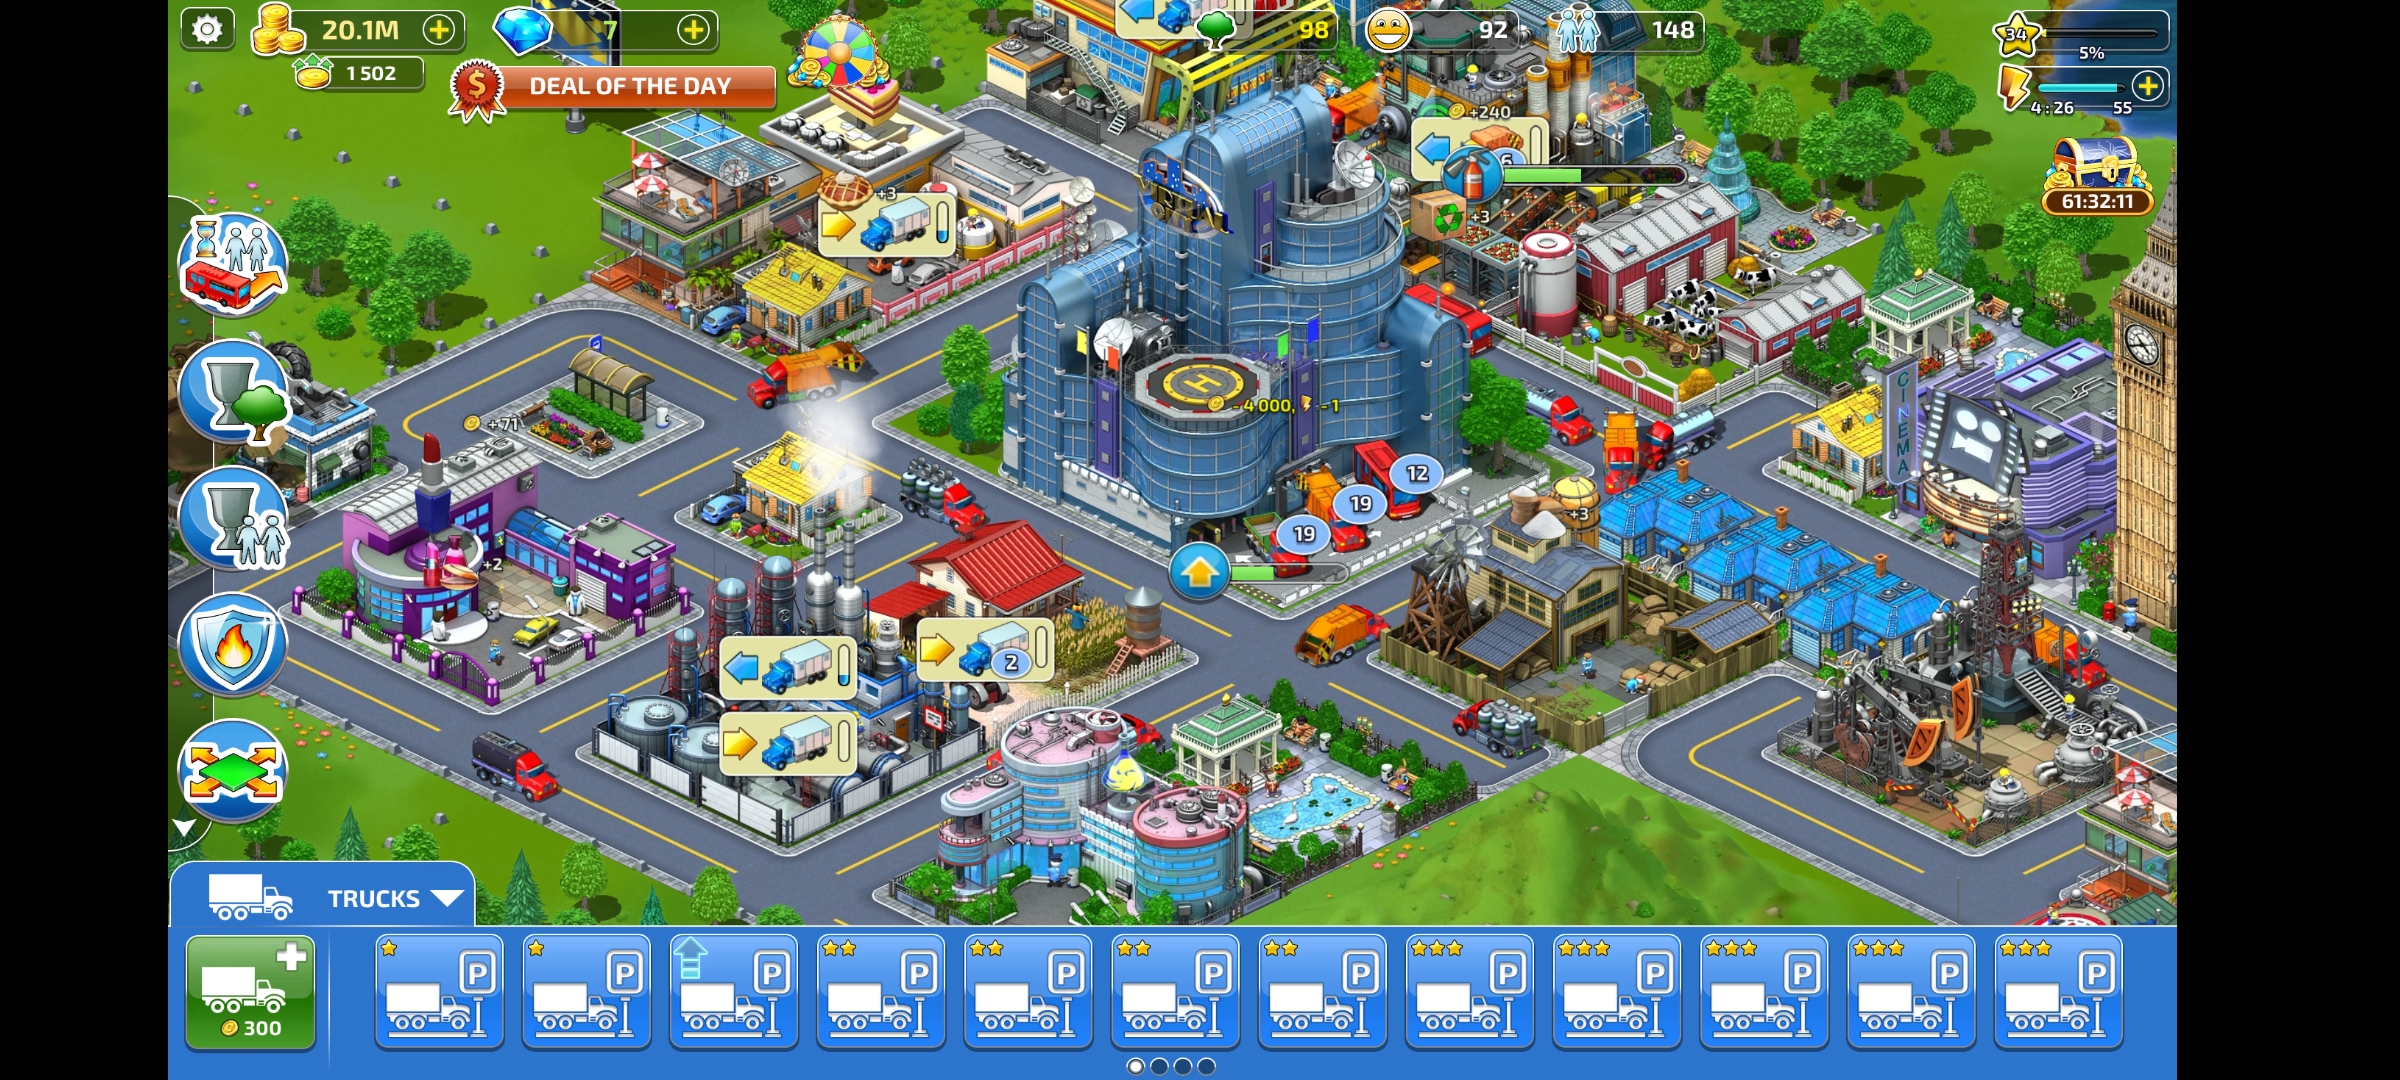 20.1M
7
98
92
148
34
5%
1 502
DEAL OF THE DAY
4:26
55
+240
6
+3
61:32:11
+3
+71
- 4 000, -1
12
19
19
CINEMA
+3
+2
2
TRUCKS
300
P
P
P
P
P
P
P
P
P
P
P
P
H